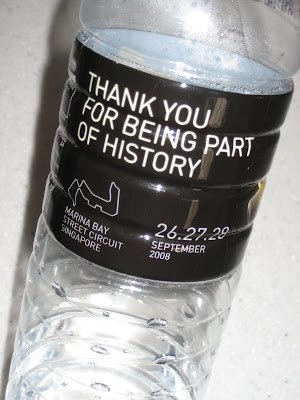 THANK YOU
FOR BEING PART
OF HISTORY
MARINA BAY
STREET CIRCUIT
SINGAPORE
26.27.28
SEPTEMBER
2008